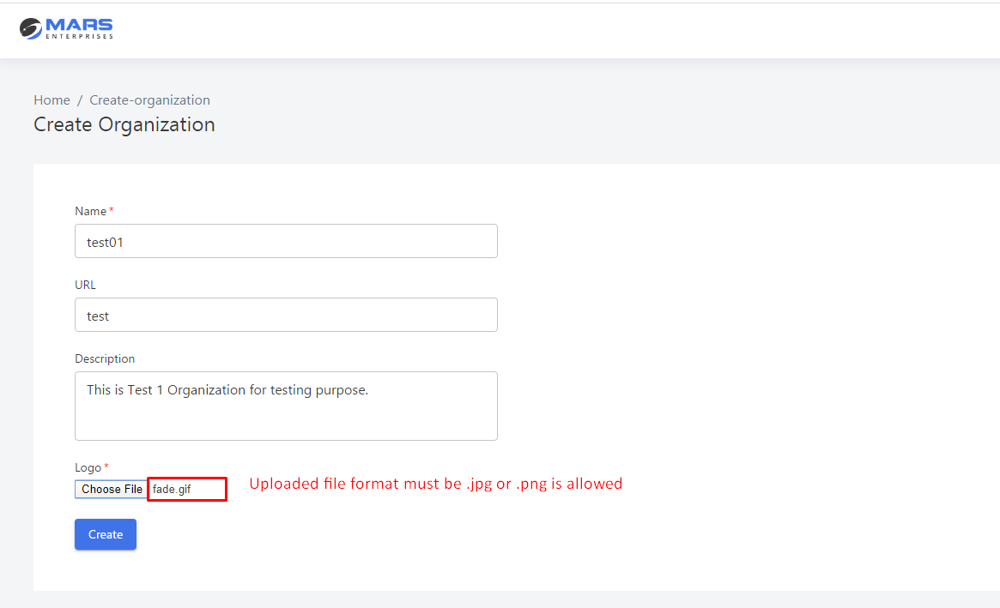 MARS
ENTERPRISES
Home / Create-organization
Create Organization
Name *
test01
URL
test
Description
This is Test 1 Organization for testing purpose.
Logo *
Choose File fade.gif
Uploaded file format must be .jpg or .png is allowed
Create